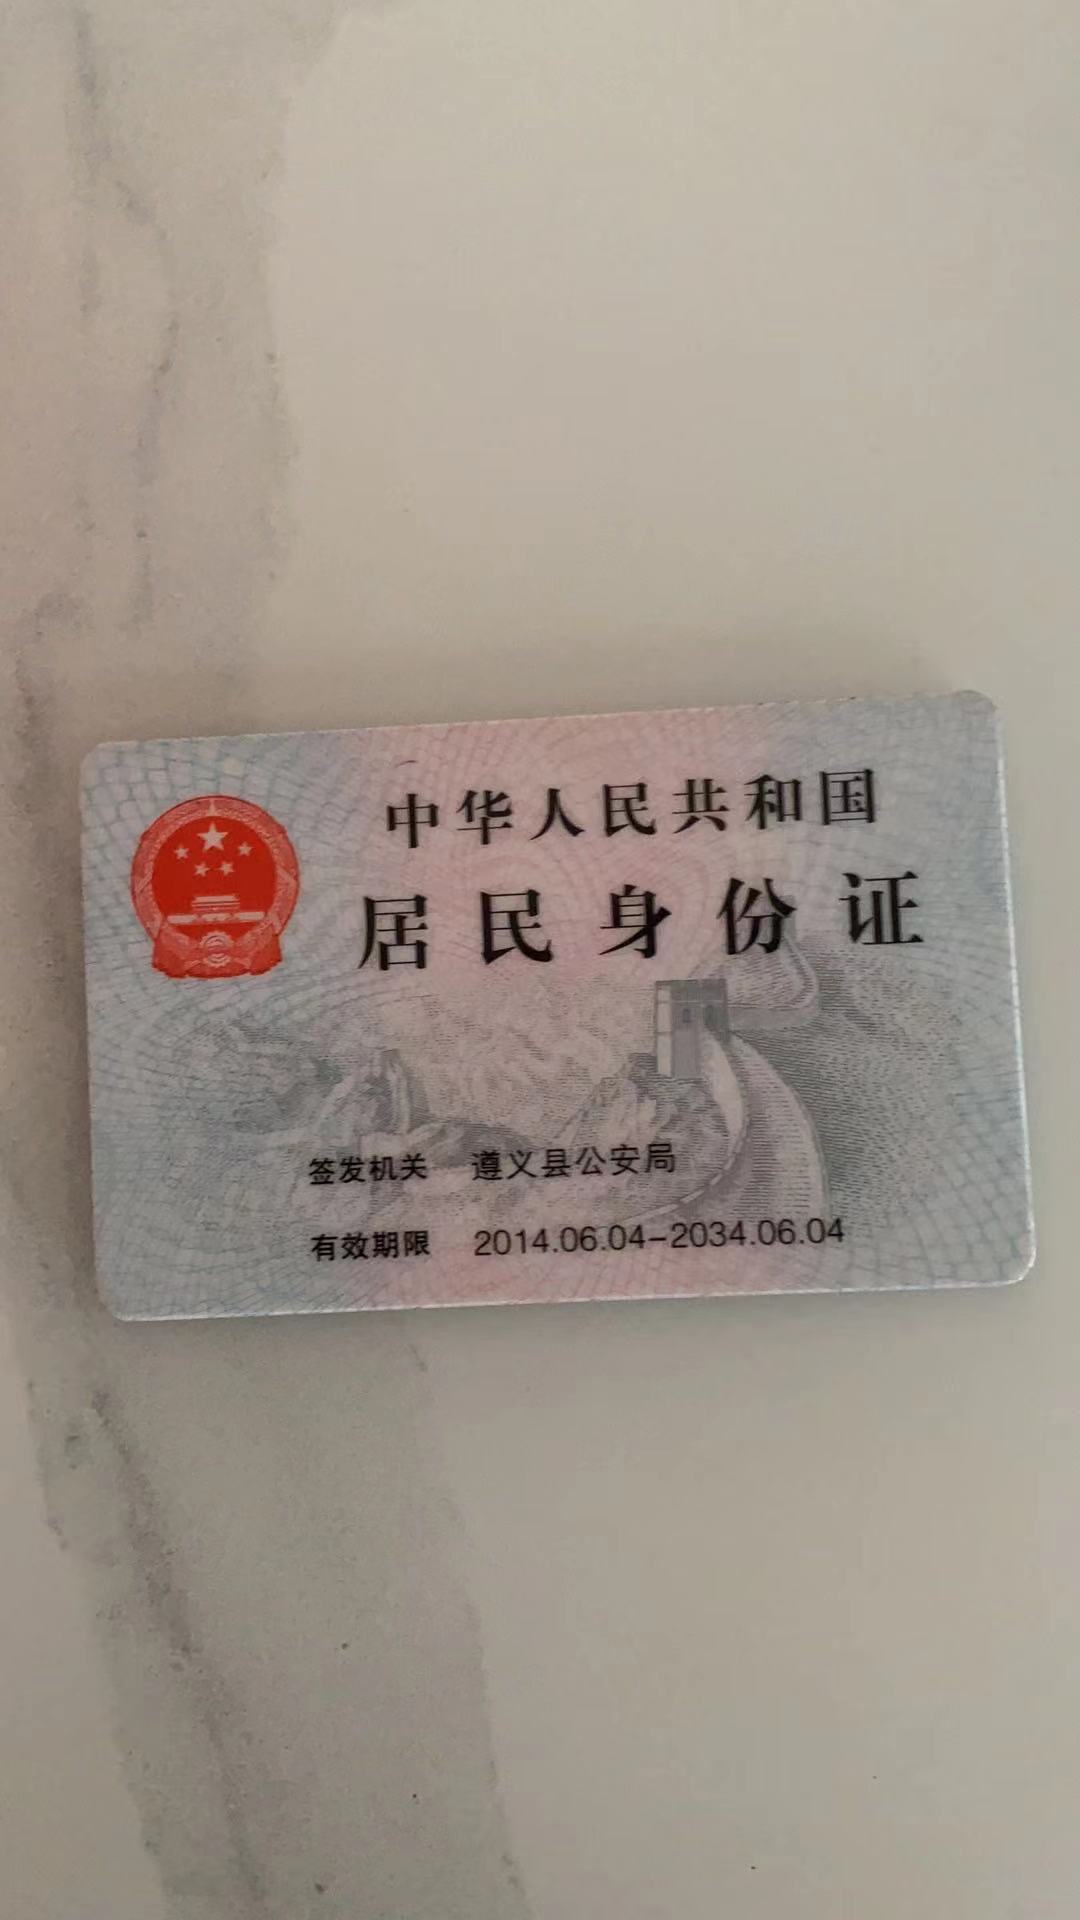 中华人民共和国
居民身份证
签发机关 遵义县公安局
有效期限 2014.06.04-2034.06.04